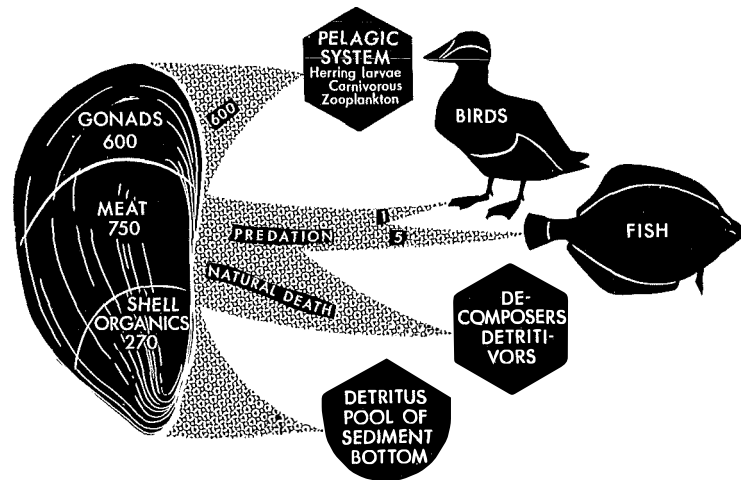 PELAGIC
SYSTEM
Herring larvae
Carnivorous
Zooplankton
GONADS
600
600
BIRDS
MEAT
750
1
PREDATION
5
FISH
NATURAL DEATH
SHELL
ORGANICS
270
DE-
COMPOSERS
DETRITI-
VORS
DETRITUS
POOL OF
SEDIMENT
BOTTOM